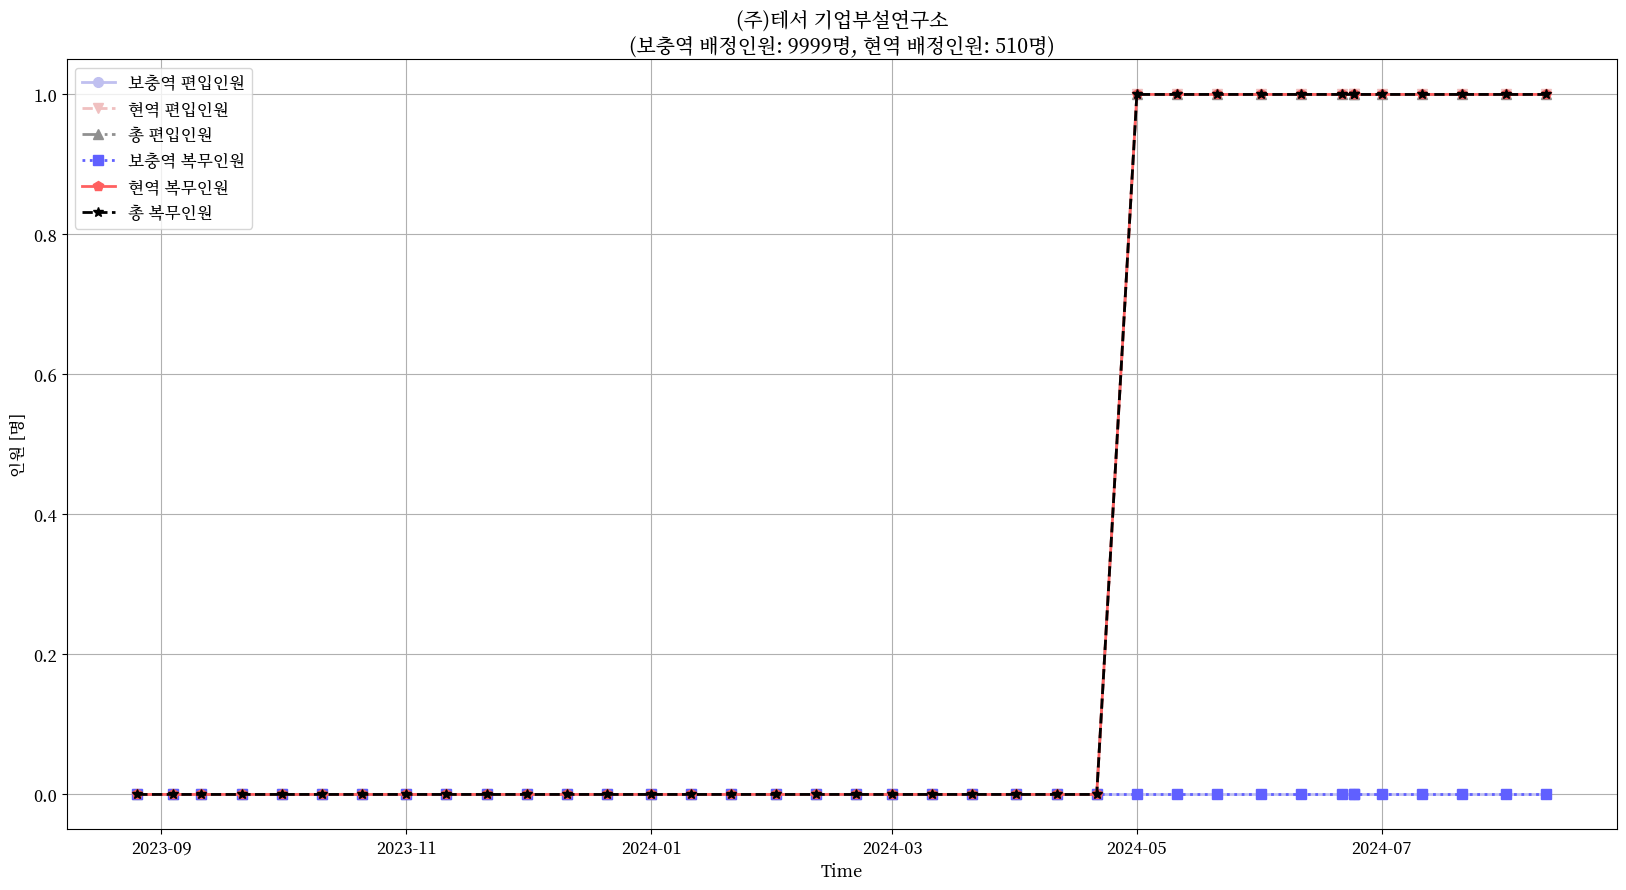 (주)테서 기업부설연구소
(보충역 배정인원: 9999명, 현역 배정인원: 510명)
보충역 편입인원
현역 편입인원
총 편입인원
보충역 복무인원
현역 복무인원
총 복무인원
1.0
0.8
0.6
0.4
0.2
0.0
인원 [명]
2023-09
2023-11
2024-01
2024-03
2024-05
2024-07
Time